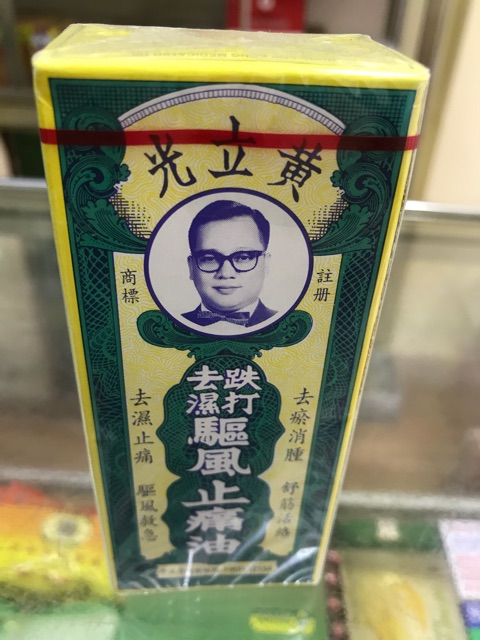 黃立光
註册
商標
跌打
去濕
驅風止痛油
去瘀消腫
舒筋活絡
去濕止痛
驅風救急